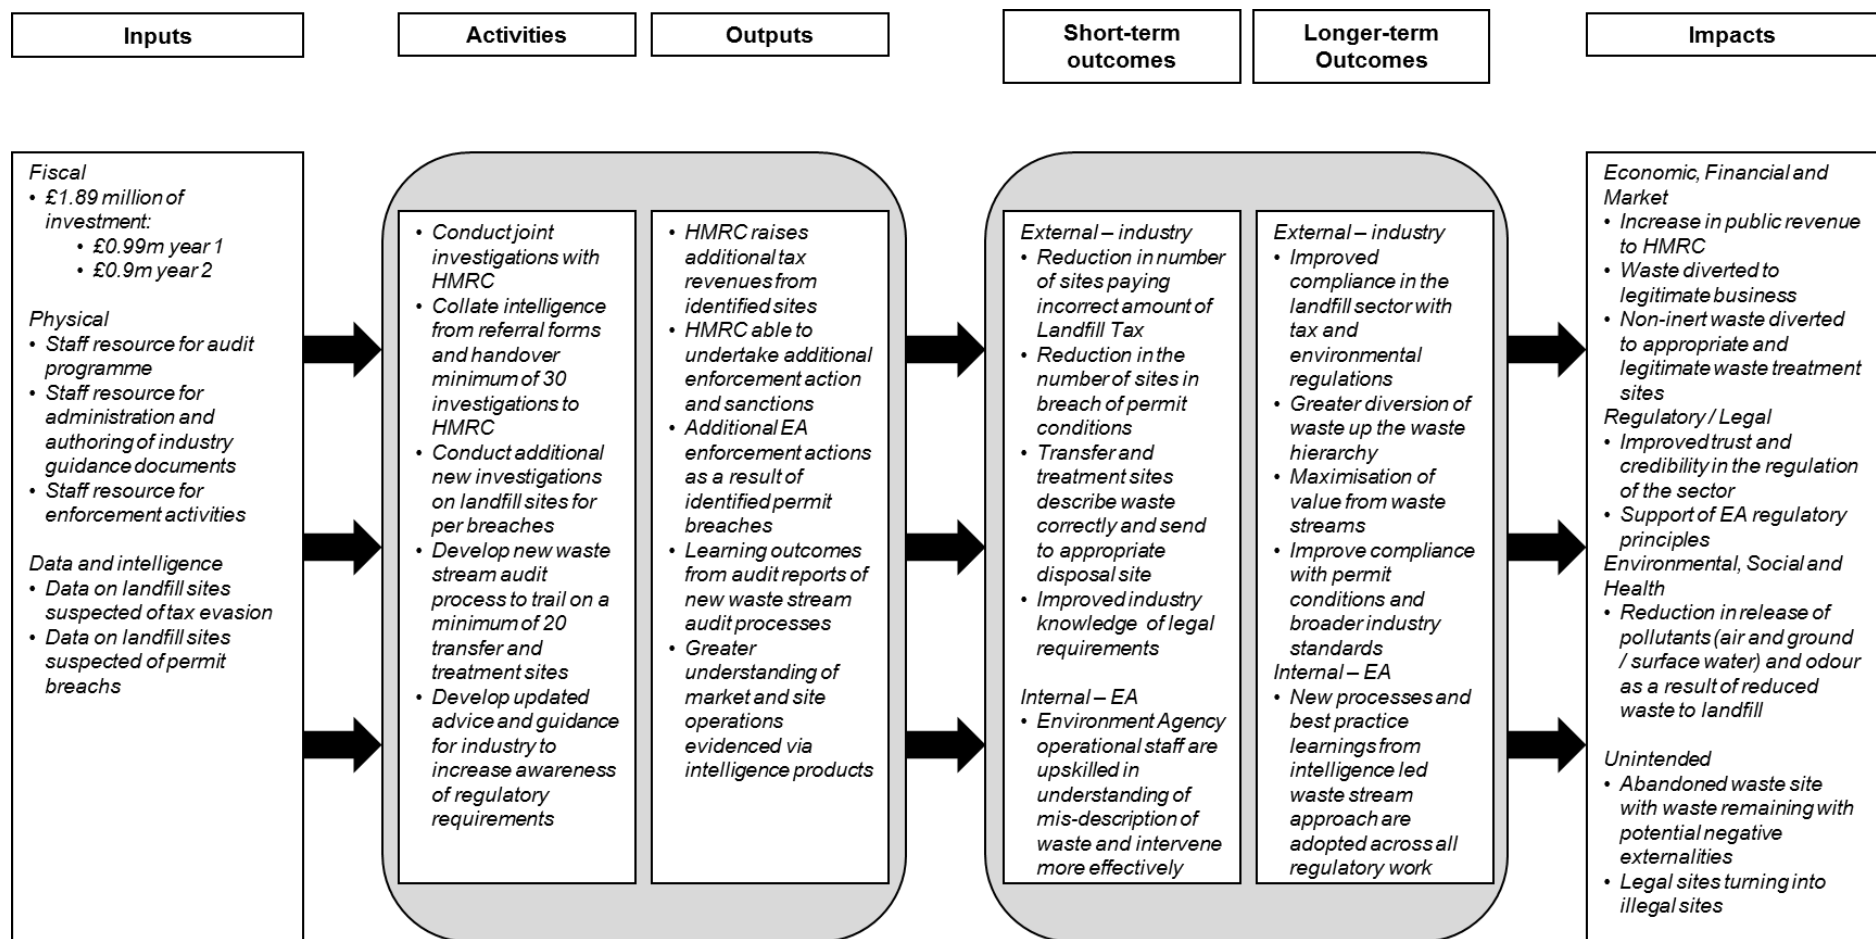 Inputs
Activities
Outputs
Short-term
outcomes
Longer-term
Outcomes
Impacts
Fiscal
• £1.89 million of
investment:
• £0.99m year 1
• £0.9m year 2
Physical
• Staff resource for audit
programme
• Staff resource for
administration and
authoring of industry
guidance documents
• Staff resource for
enforcement activities
Data and intelligence
• Data on landfill sites
suspected of tax evasion
• Data on landfill sites
suspected of permit
breachs
• Conduct joint
investigations with
HMRC
• Collate intelligence
from referral forms
and handover
minimum of 30
investigations to
HMRC
• Conduct additional
new investigations
on landfill sites for
per breaches
• Develop new waste
stream audit
process to trail on a
minimum of 20
transfer and
treatment sites
• Develop updated
advice and guidance
for industry to
increase awareness
of regulatory
requirements
• HMRC raises
additional tax
revenues from
identified sites
• HMRC able to
undertake additional
enforcement action
and sanctions
• Additional EA
enforcement actions
as a result of
identified permit
breaches
• Learning outcomes
from audit reports of
new waste stream
audit processes
• Greater
understanding of
market and site
operations
evidenced via
intelligence products
External – industry
• Reduction in number
of sites paying
incorrect amount of
Landfill Tax
• Reduction in the
number of sites in
breach of permit
conditions
• Transfer and
treatment sites
describe waste
correctly and send
to appropriate
disposal site
• Improved industry
knowledge of legal
requirements
Internal – EA
• Environment Agency
operational staff are
upskilled in
understanding of
mis-description of
waste and intervene
more effectively
External – industry
• Improved
compliance in the
landfill sector with
tax and
environmental
regulations
• Greater diversion of
waste up the waste
hierarchy
• Maximisation of
value from waste
streams
• Improve compliance
with permit
conditions and
broader industry
standards
Internal – EA
• New processes and
best practice
learnings from
intelligence led
waste stream
approach are
adopted across all
regulatory work
Economic, Financial and
Market
• Increase in public revenue
to HMRC
• Waste diverted to
legitimate business
• Non-inert waste diverted
to appropriate and
legitimate waste treatment
sites
Regulatory / Legal
• Improved trust and
credibility in the regulation
of the sector
• Support of EA regulatory
principles
Environmental, Social and
Health
• Reduction in release of
pollutants (air and ground
/ surface water) and odour
as a result of reduced
waste to landfill
Unintended
• Abandoned waste site
with waste remaining with
potential negative
externalities
• Legal sites turning into
illegal sites